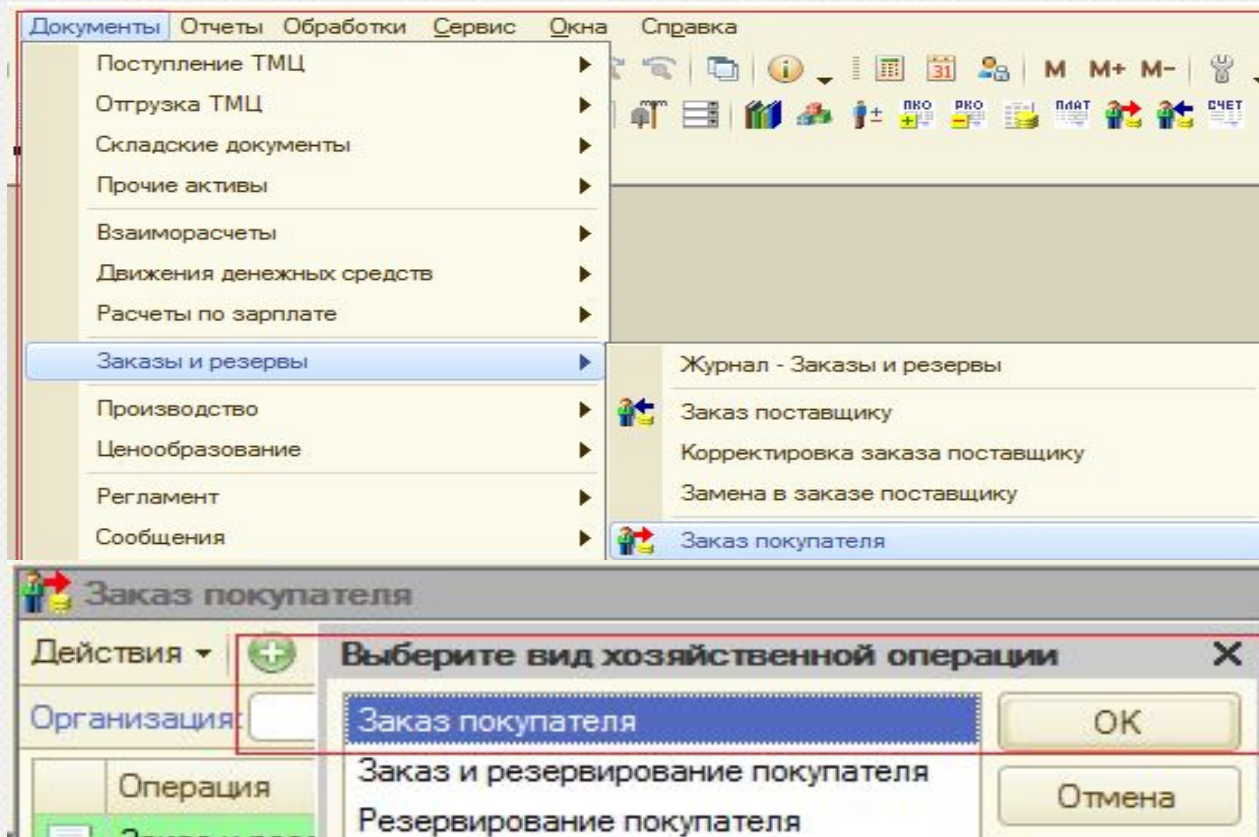 Документы Отчеты Обработки Сервис Окна Справка
Поступление ТМЦ
31 М М+ М-
Отгрузка ТМЦ
ПКО РКО ПЛАТ СЧЕТ
Складские документы
Прочие активы
Взаиморасчеты
Движения денежных средств
Расчеты по зарплате
Заказы и резервы
Журнал - Заказы и резервы
Производство
Заказ поставщику
Ценообразование
Корректировка заказа поставщику
Регламент
Замена в заказе поставщику
Сообщения
Заказ покупателя
Заказ покупателя
Действия
Выберите вид хозяйственной операции
Организация:
Заказ покупателя
OK
Операция
Заказ и резервирование покупателя
Отмена
Резервирование покупателя